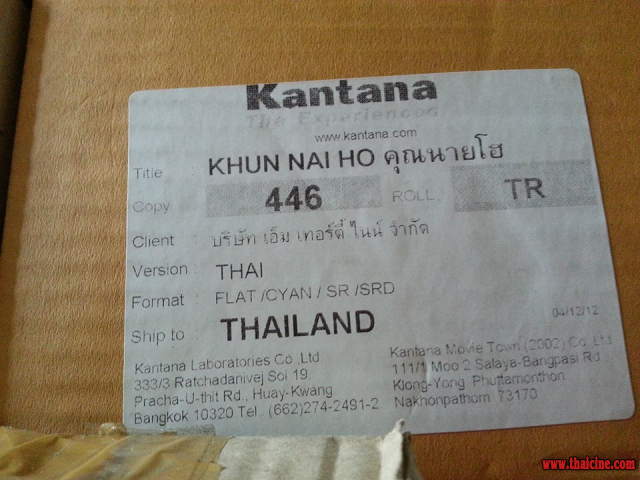 Kantana
The Experienced
www.kantana.com
Title KHUN NAI HO คุณนายโฮ
Copy 446 ROLL TR
Client : บริษัท เอ็ม เทอร์ตี้ ไนน์ จำกัด
Version : THAI
Format : FLAT /CYAN / SR /SRD
Ship to THAILAND
04/12/12
Kantana Laboratories Co.,Ltd.
333/3 Ratchadanivej Soi 19,
Pracha-U-thit Rd., Huay-Kwang
Bangkok 10320 Tel. (662)274-2491-2
Kantana Movie Town (2002) Co.,Ltd.
111/1 Moo 2 Salaya-Bangpasi Rd.
Klong-Yong, Phuttamonthon
Nakhonpathom 73170
www.thaicine.com